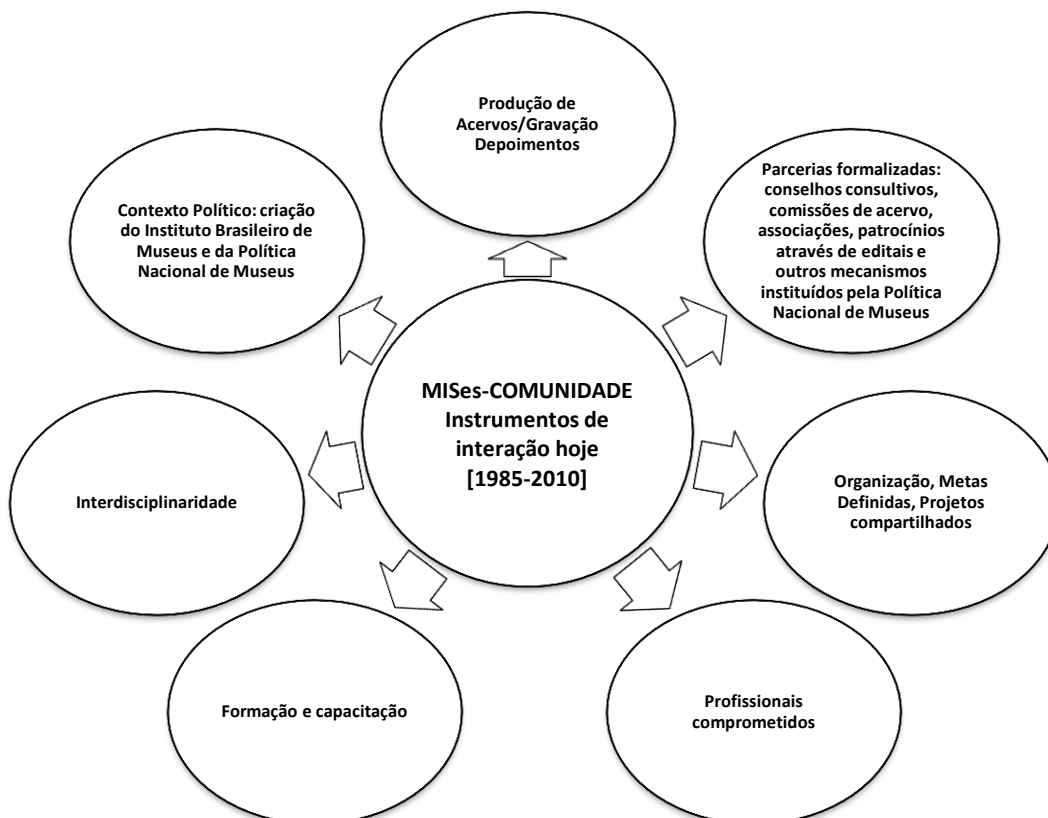 Produção de
Acervos/Gravação
Depoimentos
Contexto Político: criação
do Instituto Brasileiro de
Museus e da Política
Nacional de Museus
Parcerias formalizadas:
conselhos consultivos,
comissões de acervo,
associações, patrocínios
através de editais e
outros mecanismos
instituídos pela Política
Nacional de Museus
MISes-COMUNIDADE
Instrumentos de
interação hoje
[1985-2010]
Interdisciplinaridade
Organização, Metas
Definidas, Projetos
compartilhados
Formação e capacitação
Profissionais
comprometidos